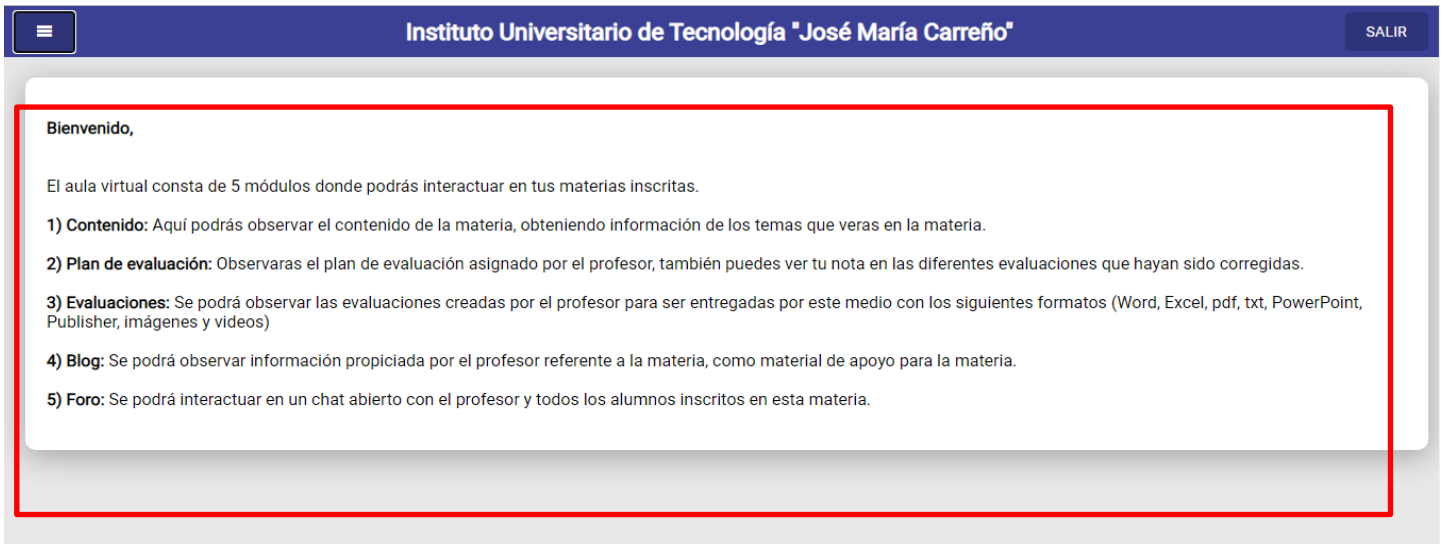 Instituto Universitario de Tecnología "José María Carreño"
SALIR
Bienvenido,
El aula virtual consta de 5 módulos donde podrás interactuar en tus materias inscritas.
1) Contenido: Aquí podrás observar el contenido de la materia, obteniendo información de los temas que veras en la materia.
2) Plan de evaluación: Observaras el plan de evaluación asignado por el profesor, también puedes ver tu nota en las diferentes evaluaciones que hayan sido corregidas.
3) Evaluaciones: Se podrá observar las evaluaciones creadas por el profesor para ser entregadas por este medio con los siguientes formatos (Word, Excel, pdf, txt, PowerPoint,
Publisher, imágenes y videos)
4) Blog: Se podrá observar información propiciada por el profesor referente a la materia, como material de apoyo para la materia.
5) Foro: Se podrá interactuar en un chat abierto con el profesor y todos los alumnos inscritos en esta materia.